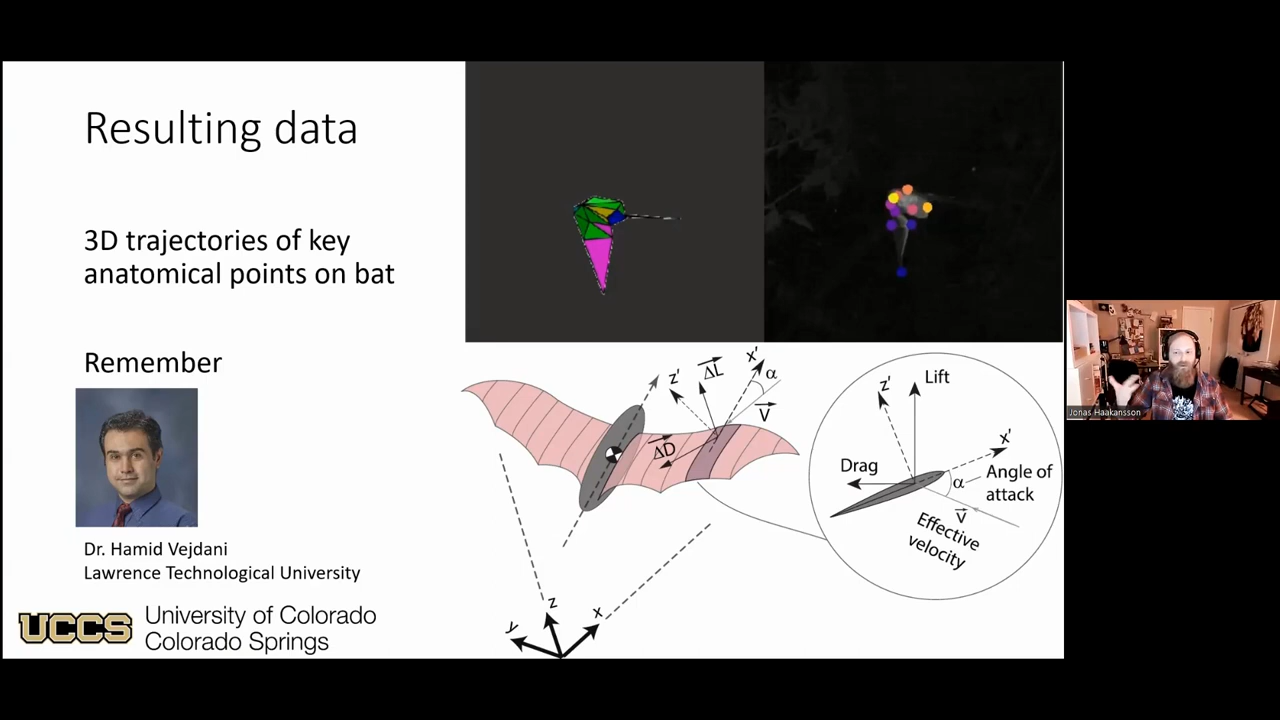 Resulting data
3D trajectories of key
anatomical points on bat
Remember
Dr. Hamid Vejdani
Lawrence Technological University
UCCS
University of Colorado
Colorado Springs
z'
ΔL
x'
α
V
ΔD
z
y
x
z'
Lift
x'
Drag
α
Angle of
attack
V
Effective
velocity
Jonas Haakansson